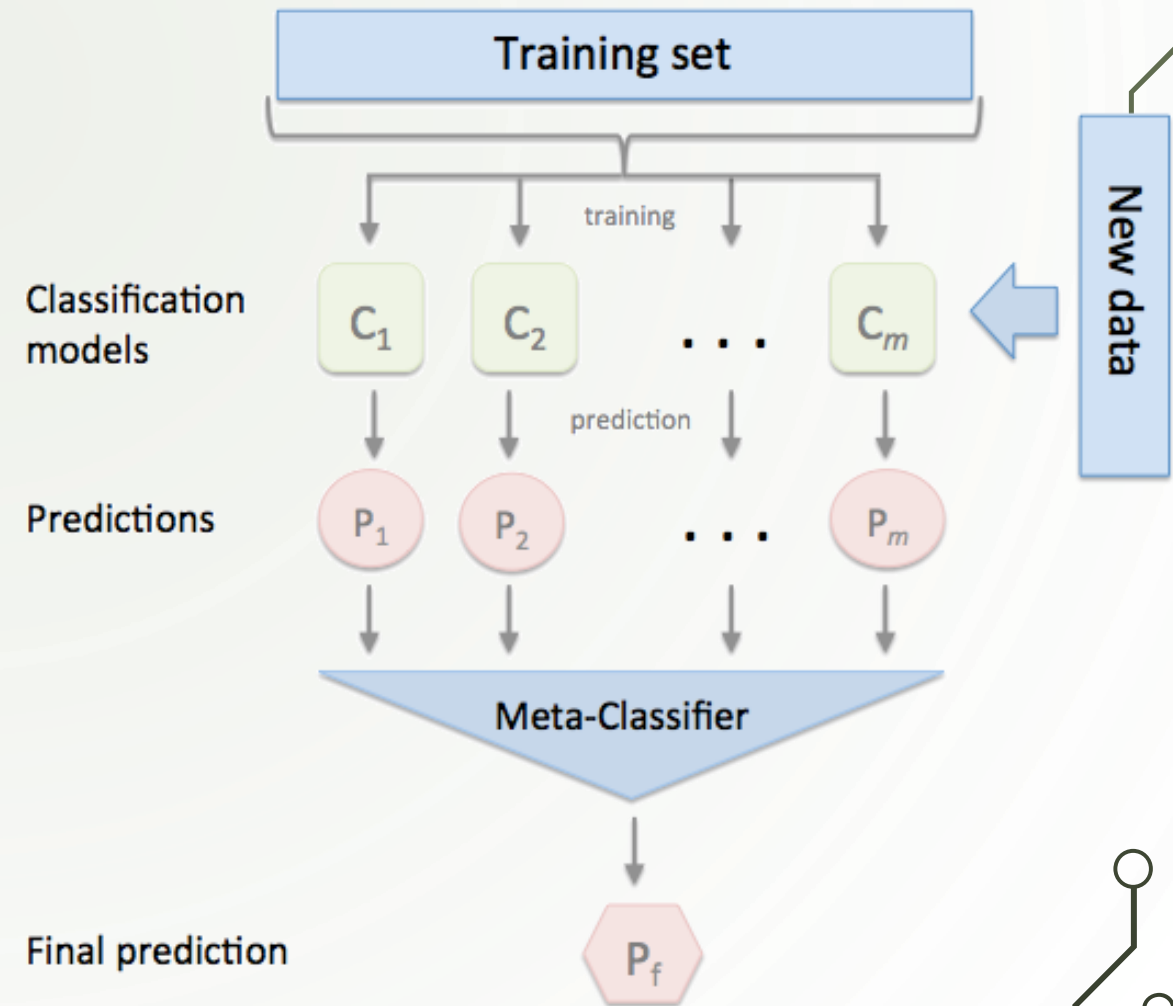 Training set
training
New data
Classification
models
C1
C2
. . .
Cm
prediction
Predictions
P1
P2
. . .
Pm
Meta-Classifier
Final prediction
Pf